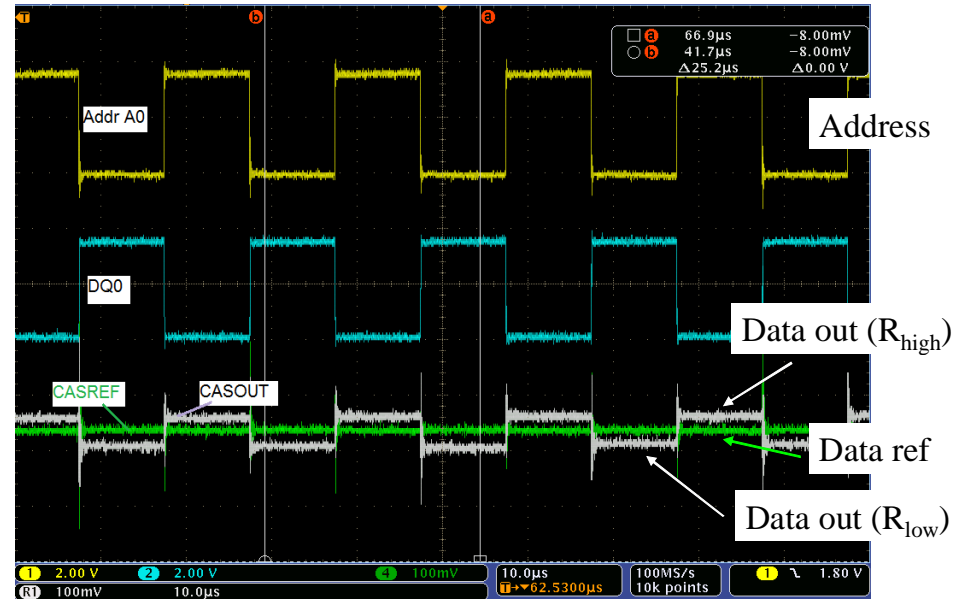 T
b
a
a 66.9µs −8.00mV
b 41.7µs −8.00mV
Δ25.2µs Δ0.00 V
Addr A0
Address
DQ0
Data out (Rhigh)
CASREF
CASOUT
Data ref
Data out (Rlow)
1 2.00 V 2 2.00 V 4 100mV
R1 100mV 10.0µs
10.0µs
T→▼62.5300µs
100MS/s
10k points
1 1.80 V